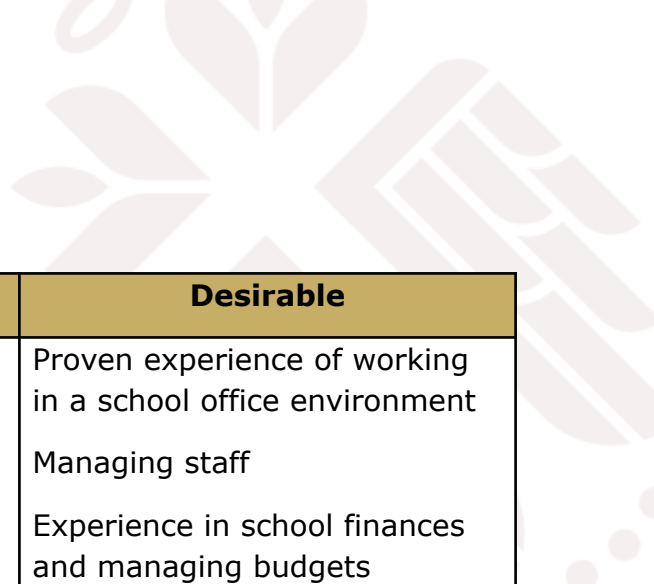 Desirable
Proven experience of working
in a school office environment
Managing staff
Experience in school finances
and managing budgets